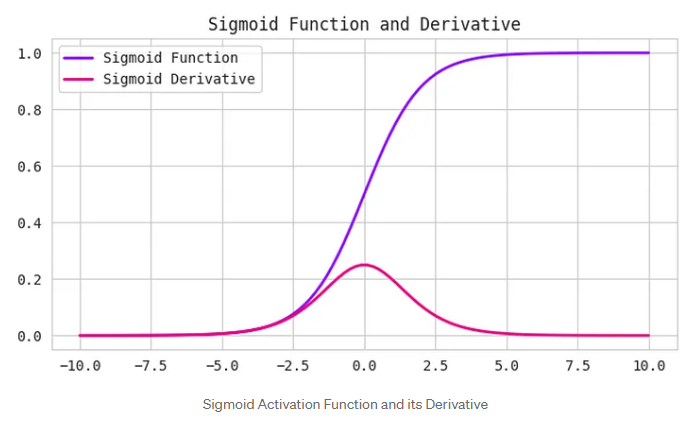 Sigmoid Function and Derivative
Sigmoid Function
Sigmoid Derivative
1.0
0.8
0.6
0.4
0.2
0.0
−10.0 −7.5 −5.0 −2.5 0.0 2.5 5.0 7.5 10.0
Sigmoid Activation Function and its Derivative